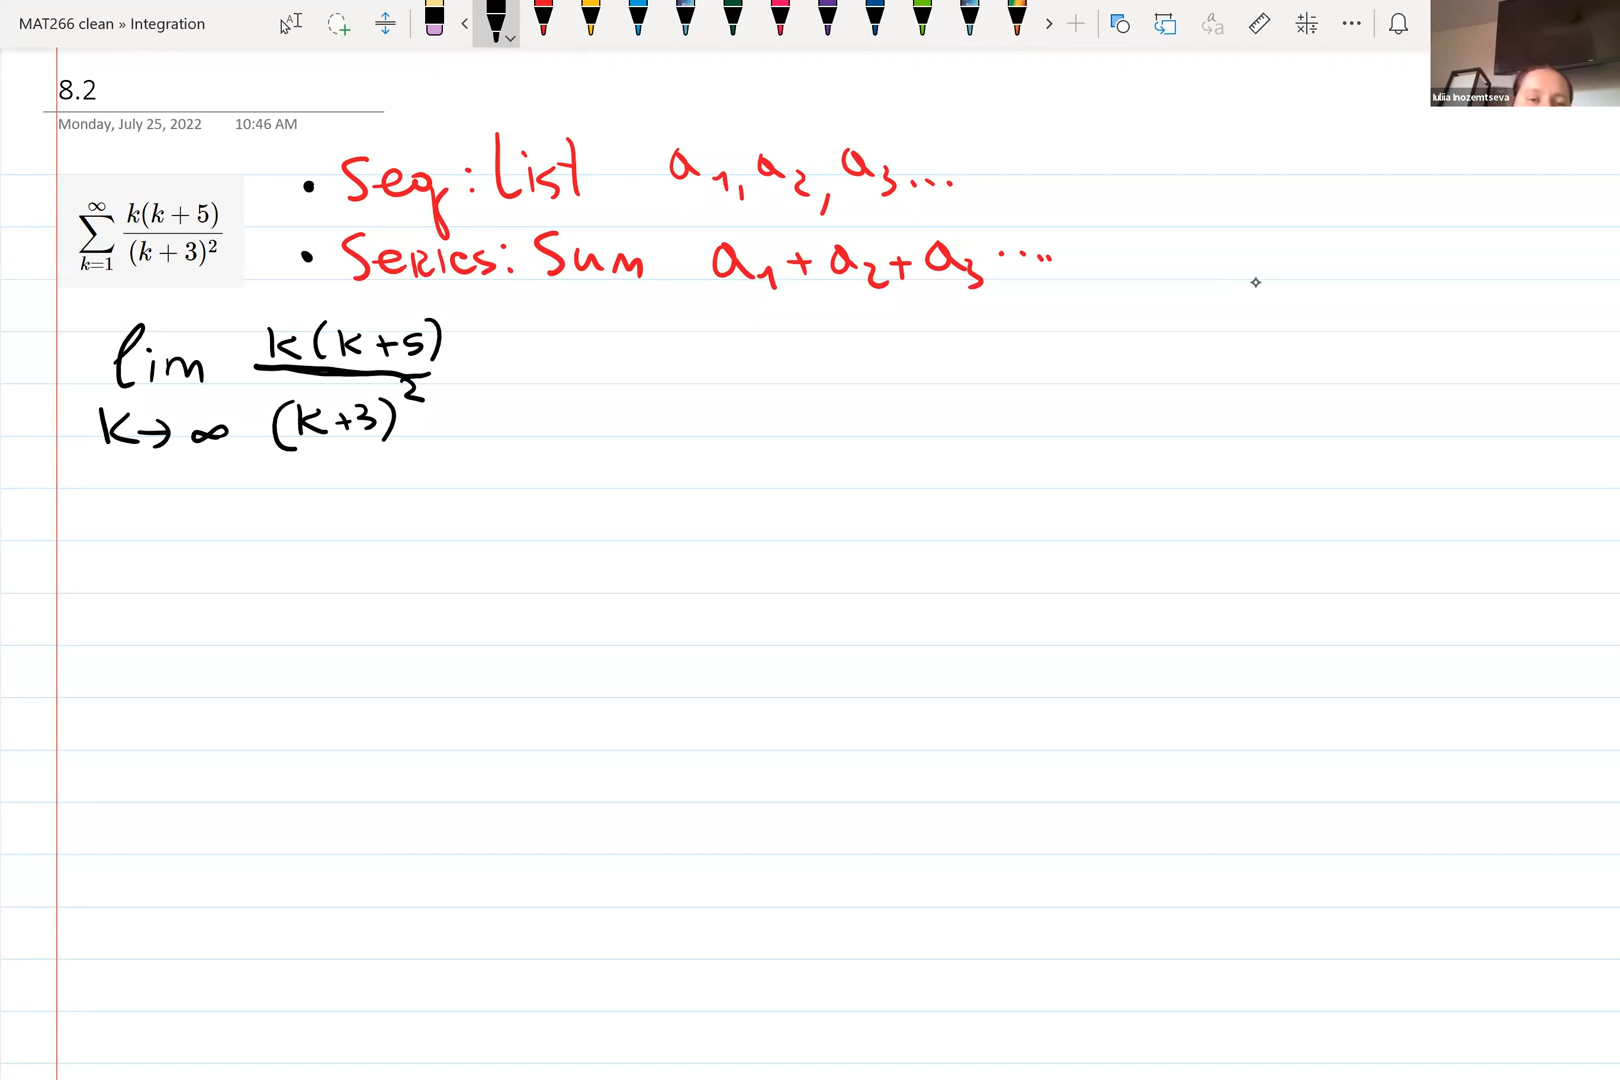 MAT266 clean » Integration
Iuliia Inozemtseva
8.2
Monday, July 25, 2022 10:46 AM
• Seq: List a₁, a₂, a₃...
∑_{k=1}^{∞} k(k + 5) / (k + 3)²
• Series: Sum a₁ + a₂ + a₃ ....
lim_{k→∞} k(k+5) / (k+3)²